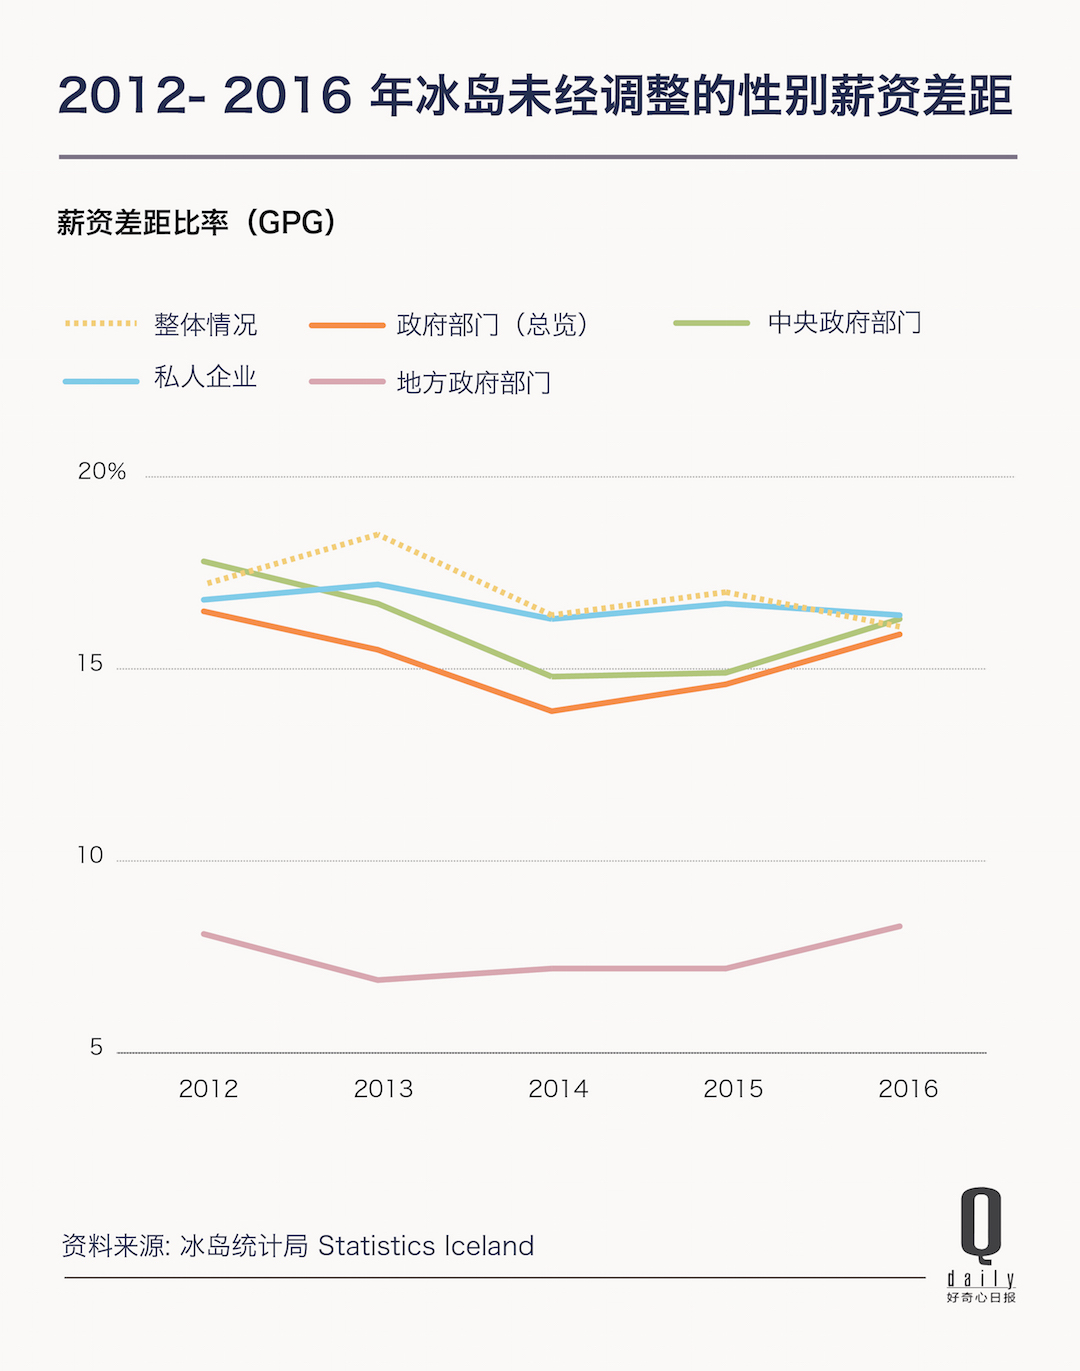 2012- 2016 年冰岛未经调整的性别薪资差距
薪资差距比率（GPG）
整体情况 政府部门（总览） 中央政府部门
私人企业 地方政府部门
20%
15
10
5
2012 2013 2014 2015 2016
资料来源: 冰岛统计局 Statistics Iceland
Q
daily
好奇心日报